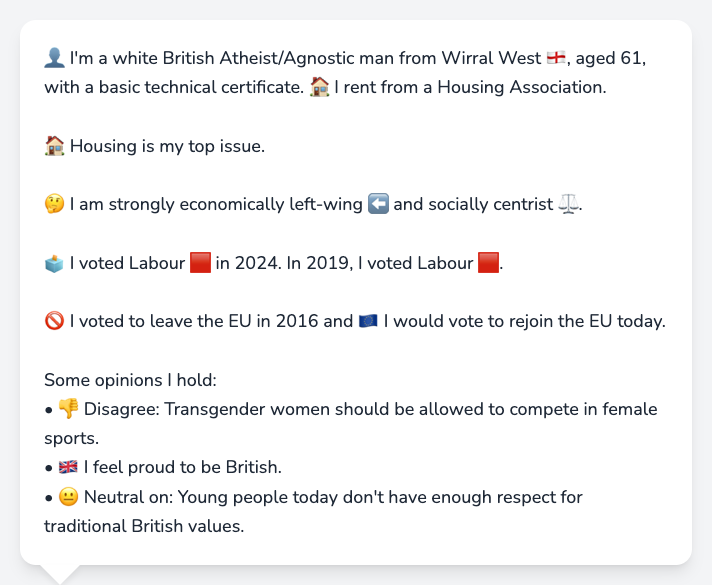 👤 I'm a white British Atheist/Agnostic man from Wirral West 🏴󠁧󠁢󠁥󠁮󠁧󠁿, aged 61,
with a basic technical certificate. 🏠 I rent from a Housing Association.
🏠 Housing is my top issue.
🤔 I am strongly economically left-wing ⬅️ and socially centrist ⚖️.
🗳️ I voted Labour 🟥 in 2024. In 2019, I voted Labour 🟥.
🚫 I voted to leave the EU in 2016 and 🇪🇺 I would vote to rejoin the EU today.
Some opinions I hold:
• 👎 Disagree: Transgender women should be allowed to compete in female
sports.
• 🇬🇧 I feel proud to be British.
• 😐 Neutral on: Young people today don't have enough respect for
traditional British values.